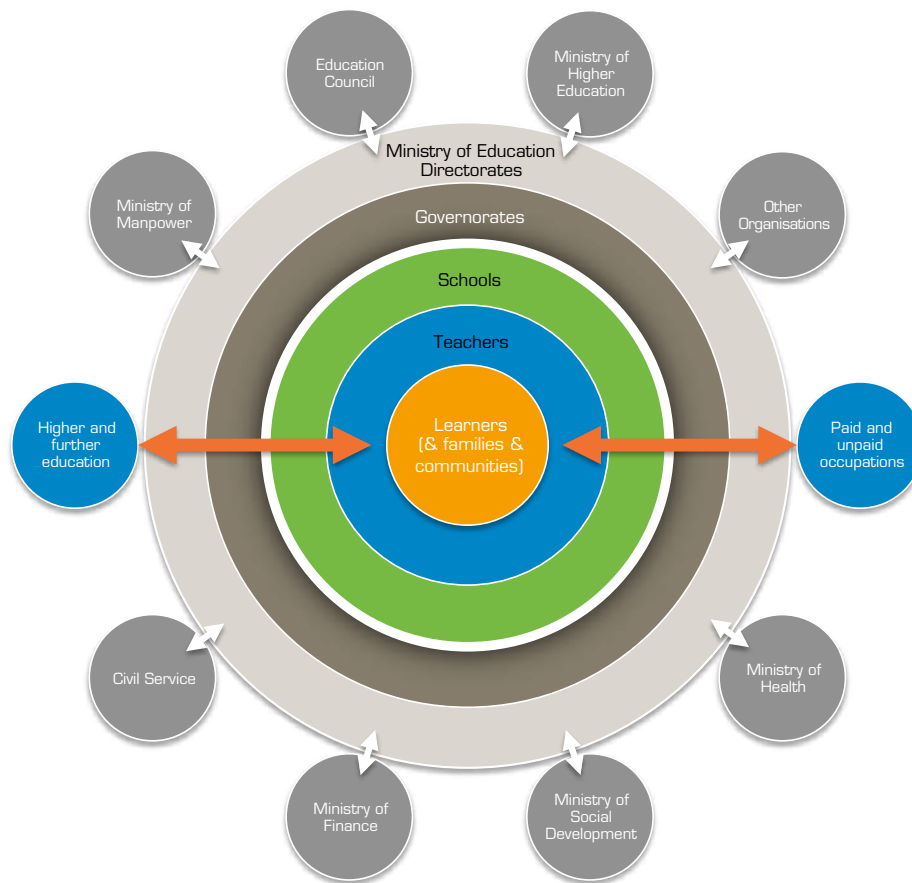 Education
Council
Ministry of
Higher
Education
Ministry of Education
Directorates
Ministry of
Manpower
Governorates
Other
Organisations
Schools
Teachers
Higher and
further
education
Learners
(& families &
communities)
Paid and
unpaid
occupations
Civil Service
Ministry of
Health
Ministry of
Finance
Ministry of
Social
Development